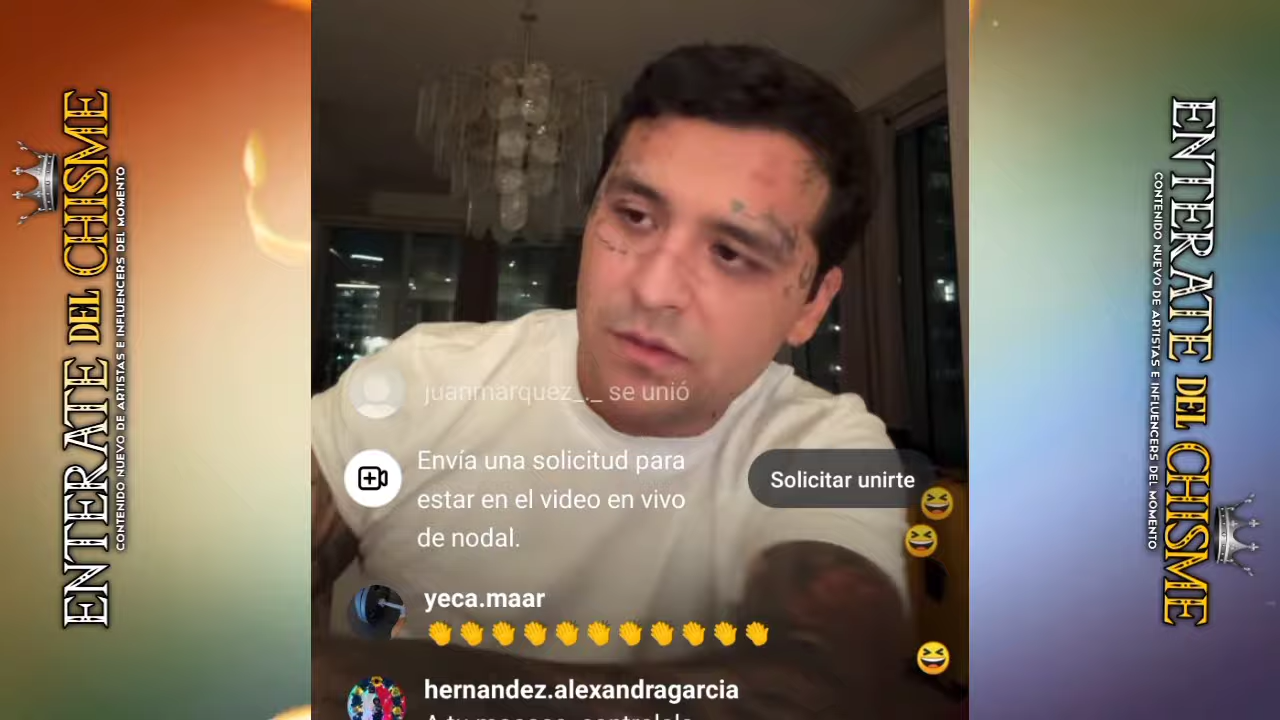 ENTERATE DEL CHISME
CONTENIDO NUEVO DE ARTISTAS E INFLUENCERS DEL MOMENTO
juanmarquez_._ se unió
Envía una solicitud para
estar en el video en vivo
de nodal.
Solicitar unirte
yeca.maar
👏👏👏👏👏👏👏👏👏👏👏
hernandez.alexandragarcia
ENTERATE DEL CHISME
CONTENIDO NUEVO DE ARTISTAS E INFLUENCERS DEL MOMENTO